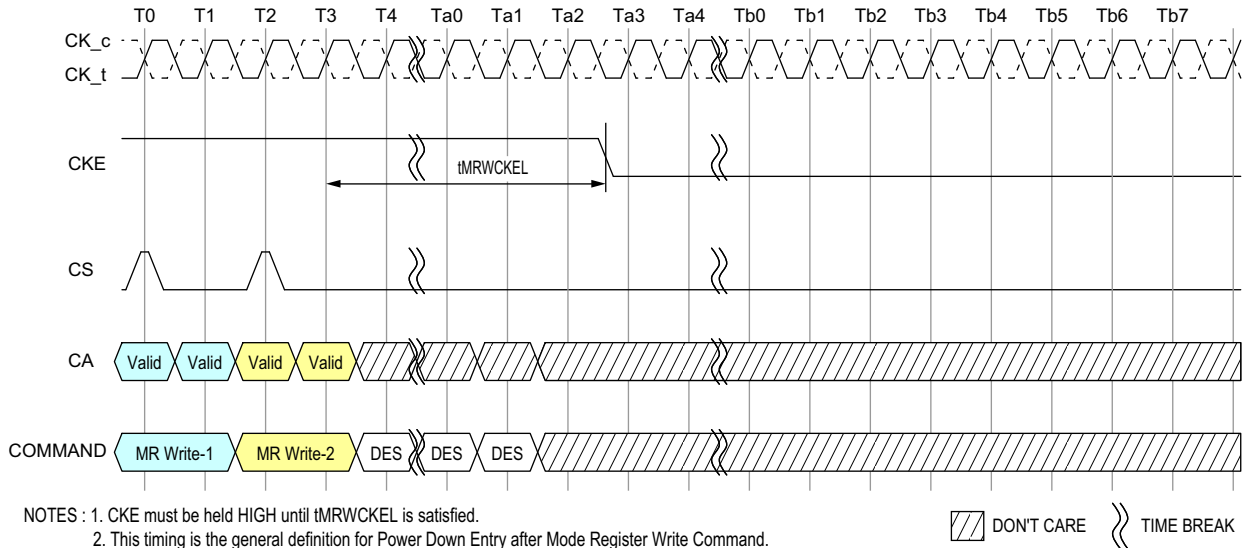 T0 T1 T2 T3 T4 Ta0 Ta1 Ta2 Ta3 Ta4 Tb0 Tb1 Tb2 Tb3 Tb4 Tb5 Tb6 Tb7
CK_c
CK_t
CKE
tMRWCKEL
CS
CA Valid Valid Valid Valid
COMMAND MR Write-1 MR Write-2 DES DES DES
NOTES : 1. CKE must be held HIGH until tMRWCKEL is satisfied.
2. This timing is the general definition for Power Down Entry after Mode Register Write Command.
DON'T CARE TIME BREAK